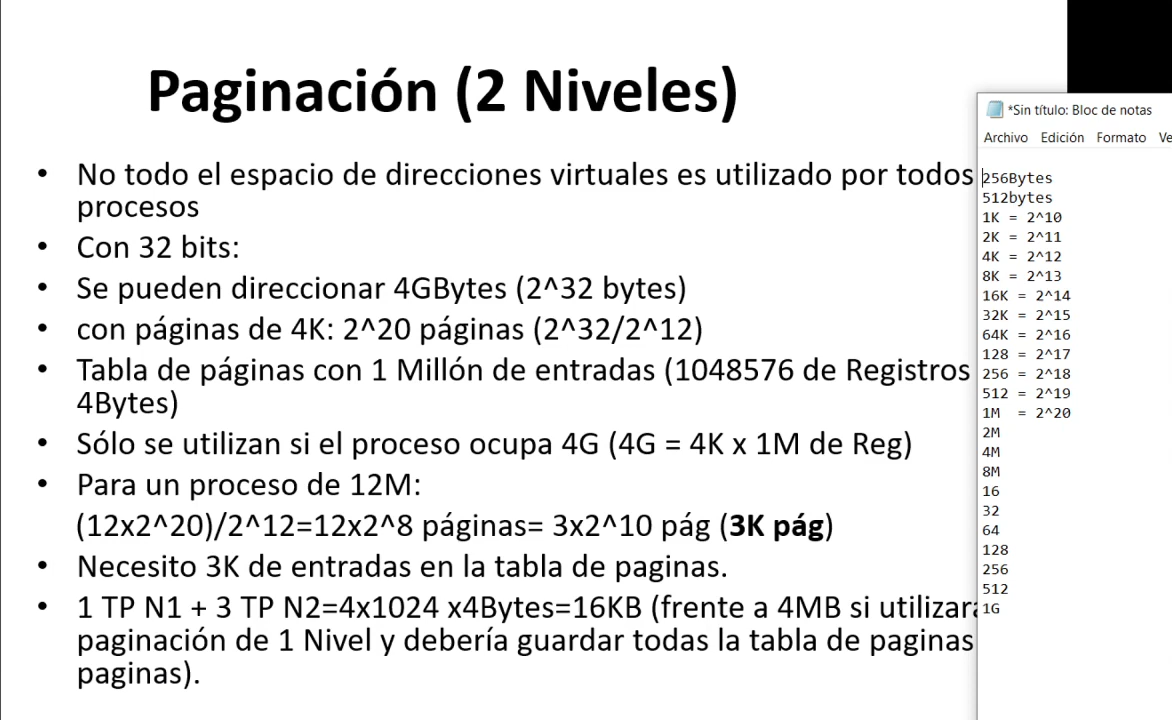 Paginación (2 Niveles)
• No todo el espacio de direcciones virtuales es utilizado por todos
procesos
• Con 32 bits:
• Se pueden direccionar 4GBytes (2^32 bytes)
• con páginas de 4K: 2^20 páginas (2^32/2^12)
• Tabla de páginas con 1 Millón de entradas (1048576 de Registros
4Bytes)
• Sólo se utilizan si el proceso ocupa 4G (4G = 4K x 1M de Reg)
• Para un proceso de 12M:
(12x2^20)/2^12=12x2^8 páginas= 3x2^10 pág (3K pág)
• Necesito 3K de entradas en la tabla de paginas.
• 1 TP N1 + 3 TP N2=4x1024 x4Bytes=16KB (frente a 4MB si utilizara
paginación de 1 Nivel y debería guardar todas la tabla de paginas
paginas).
*Sin título: Bloc de notas
Archivo Edición Formato Ve
256Bytes
512bytes
1K = 2^10
2K = 2^11
4K = 2^12
8K = 2^13
16K = 2^14
32K = 2^15
64K = 2^16
128 = 2^17
256 = 2^18
512 = 2^19
1M = 2^20
2M
4M
8M
16
32
64
128
256
512
1G